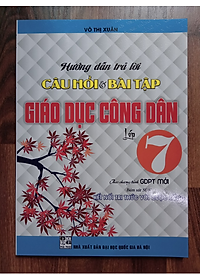 VÕ THỊ XUÂN
Hướng dẫn trả lời
CÂU HỎI & BÀI TẬP
GIÁO DỤC CÔNG DÂN
Lớp
7
GDPT MỚI
NHÀ XUẤT BẢN ĐẠI HỌC QUỐC GIA HÀ NỘI